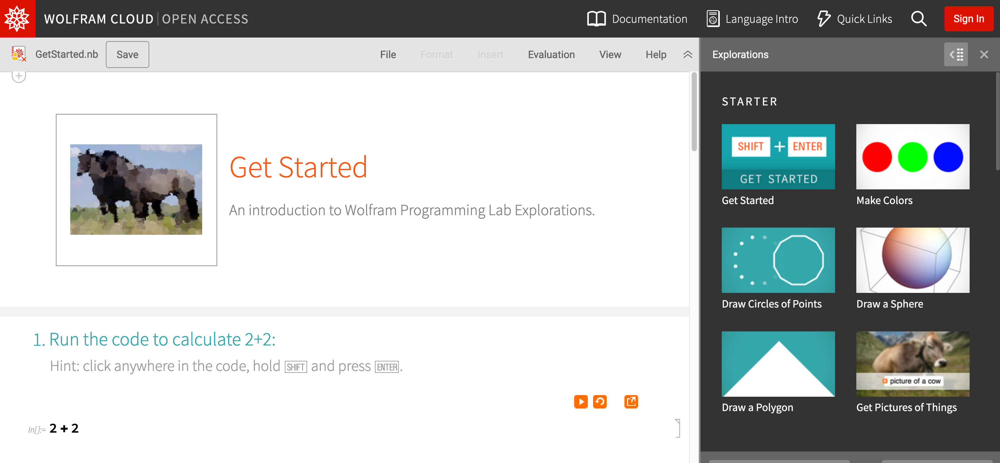 WOLFRAM CLOUD | OPEN ACCESS
Documentation
Language Intro
Quick Links
Sign In
GetStarted.nb
Save
File
Format
Insert
Evaluation
View
Help
Explorations
STARTER
SHIFT + ENTER
GET STARTED
Get Started
Make Colors
Draw Circles of Points
Draw a Sphere
Draw a Polygon
picture of a cow
Get Pictures of Things
Get Started
An introduction to Wolfram Programming Lab Explorations.
1. Run the code to calculate 2+2:
Hint: click anywhere in the code, hold SHIFT and press ENTER.
In[]:= 2 + 2